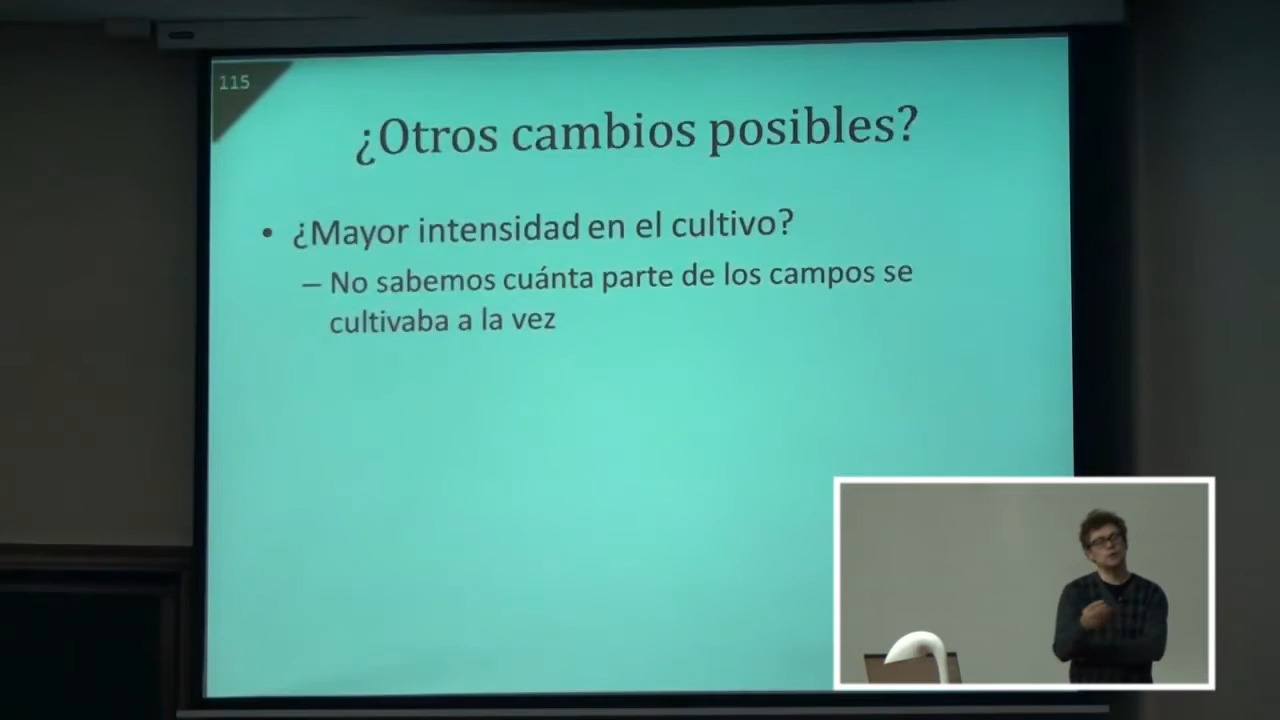 115
¿Otros cambios posibles?
• ¿Mayor intensidad en el cultivo?
– No sabemos cuánta parte de los campos se
cultivaba a la vez